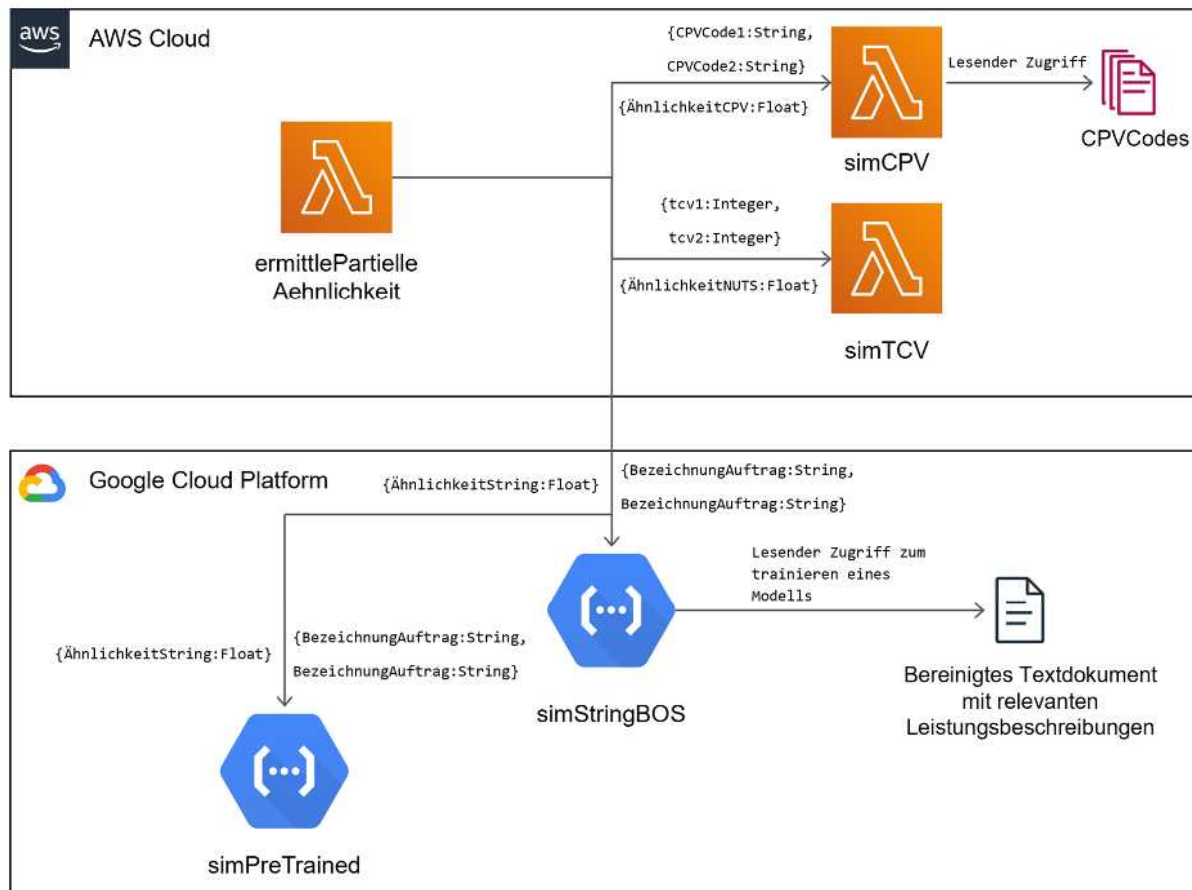 aws
AWS Cloud
{CPVCode1:String,
CPVCode2:String}
{ÄhnlichkeitCPV:Float}
Lesender Zugriff
CPVCodes
simCPV
ermittlePartielle
Aehnlichkeit
{tcv1:Integer,
tcv2:Integer}
{ÄhnlichkeitNUTS:Float}
simTCV
Google Cloud Platform
{ÄhnlichkeitString:Float}
{BezeichnungAuftrag:String,
BezeichnungAuftrag:String}
Lesender Zugriff zum
trainieren eines
Modells
simStringBOS
Bereinigtes Textdokument
mit relevanten
Leistungsbeschreibungen
{ÄhnlichkeitString:Float}
{BezeichnungAuftrag:String,
BezeichnungAuftrag:String}
simPreTrained